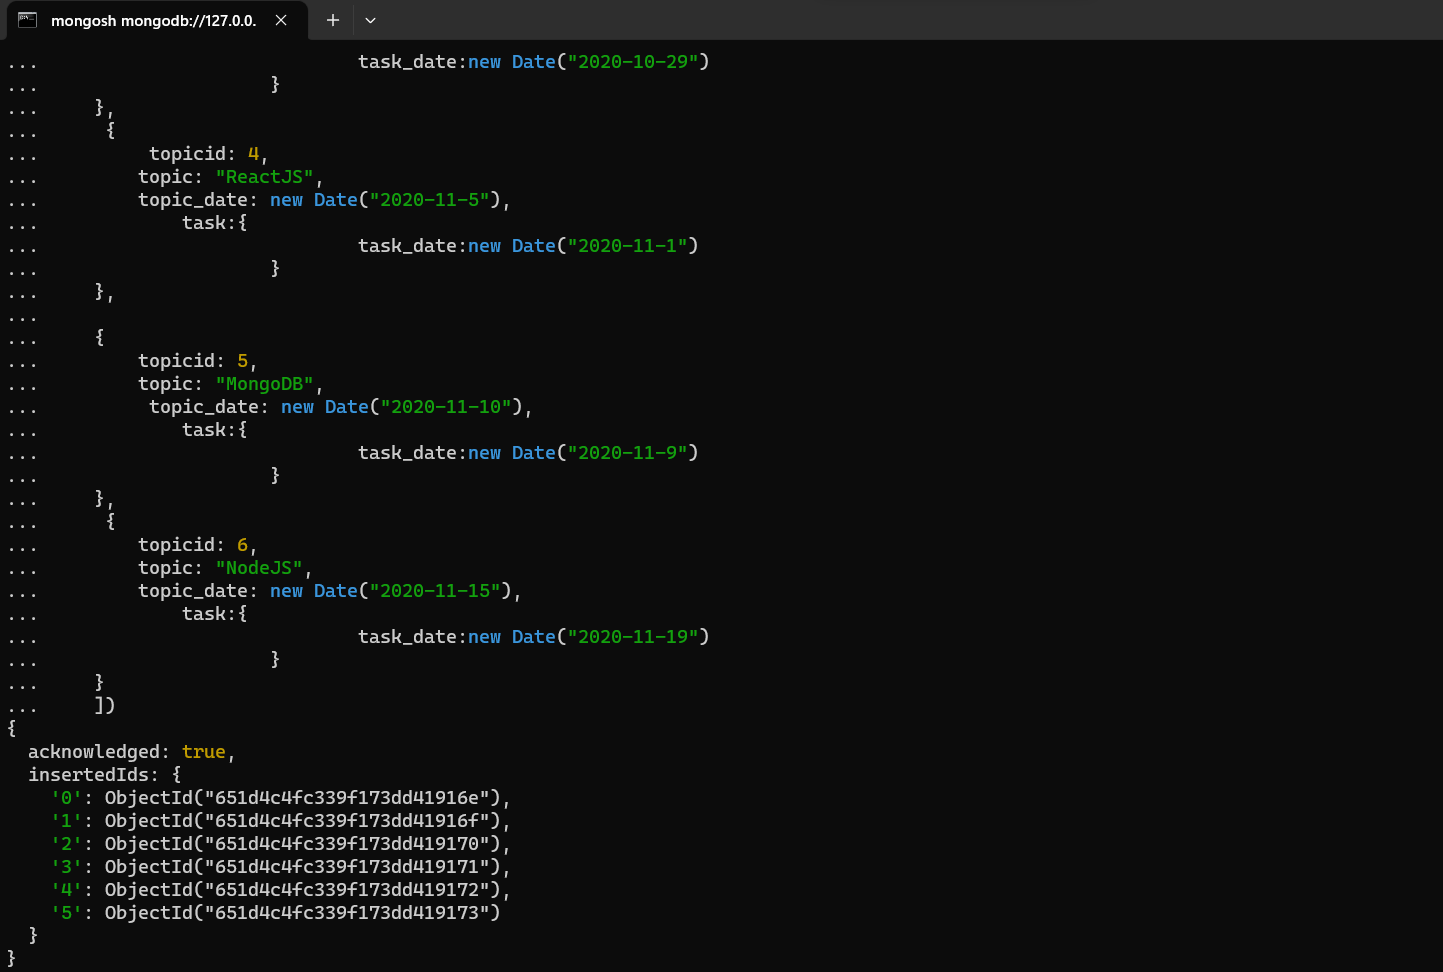 mongosh mongodb://127.0.0.
...                             task_date:new Date("2020-10-29")
...                     }
...     },
...      {
...          topicid: 4,
...         topic: "ReactJS",
...         topic_date: new Date("2020-11-5"),
...             task:{
...                             task_date:new Date("2020-11-1")
...                     }
...     },
...
...     {
...         topicid: 5,
...         topic: "MongoDB",
...          topic_date: new Date("2020-11-10"),
...             task:{
...                             task_date:new Date("2020-11-9")
...                     }
...     },
...      {
...         topicid: 6,
...         topic: "NodeJS",
...         topic_date: new Date("2020-11-15"),
...             task:{
...                             task_date:new Date("2020-11-19")
...                     }
...     }
...     ])
{
  acknowledged: true,
  insertedIds: {
    '0': ObjectId("651d4c4fc339f173dd41916e"),
    '1': ObjectId("651d4c4fc339f173dd41916f"),
    '2': ObjectId("651d4c4fc339f173dd419170"),
    '3': ObjectId("651d4c4fc339f173dd419171"),
    '4': ObjectId("651d4c4fc339f173dd419172"),
    '5': ObjectId("651d4c4fc339f173dd419173")
  }
}